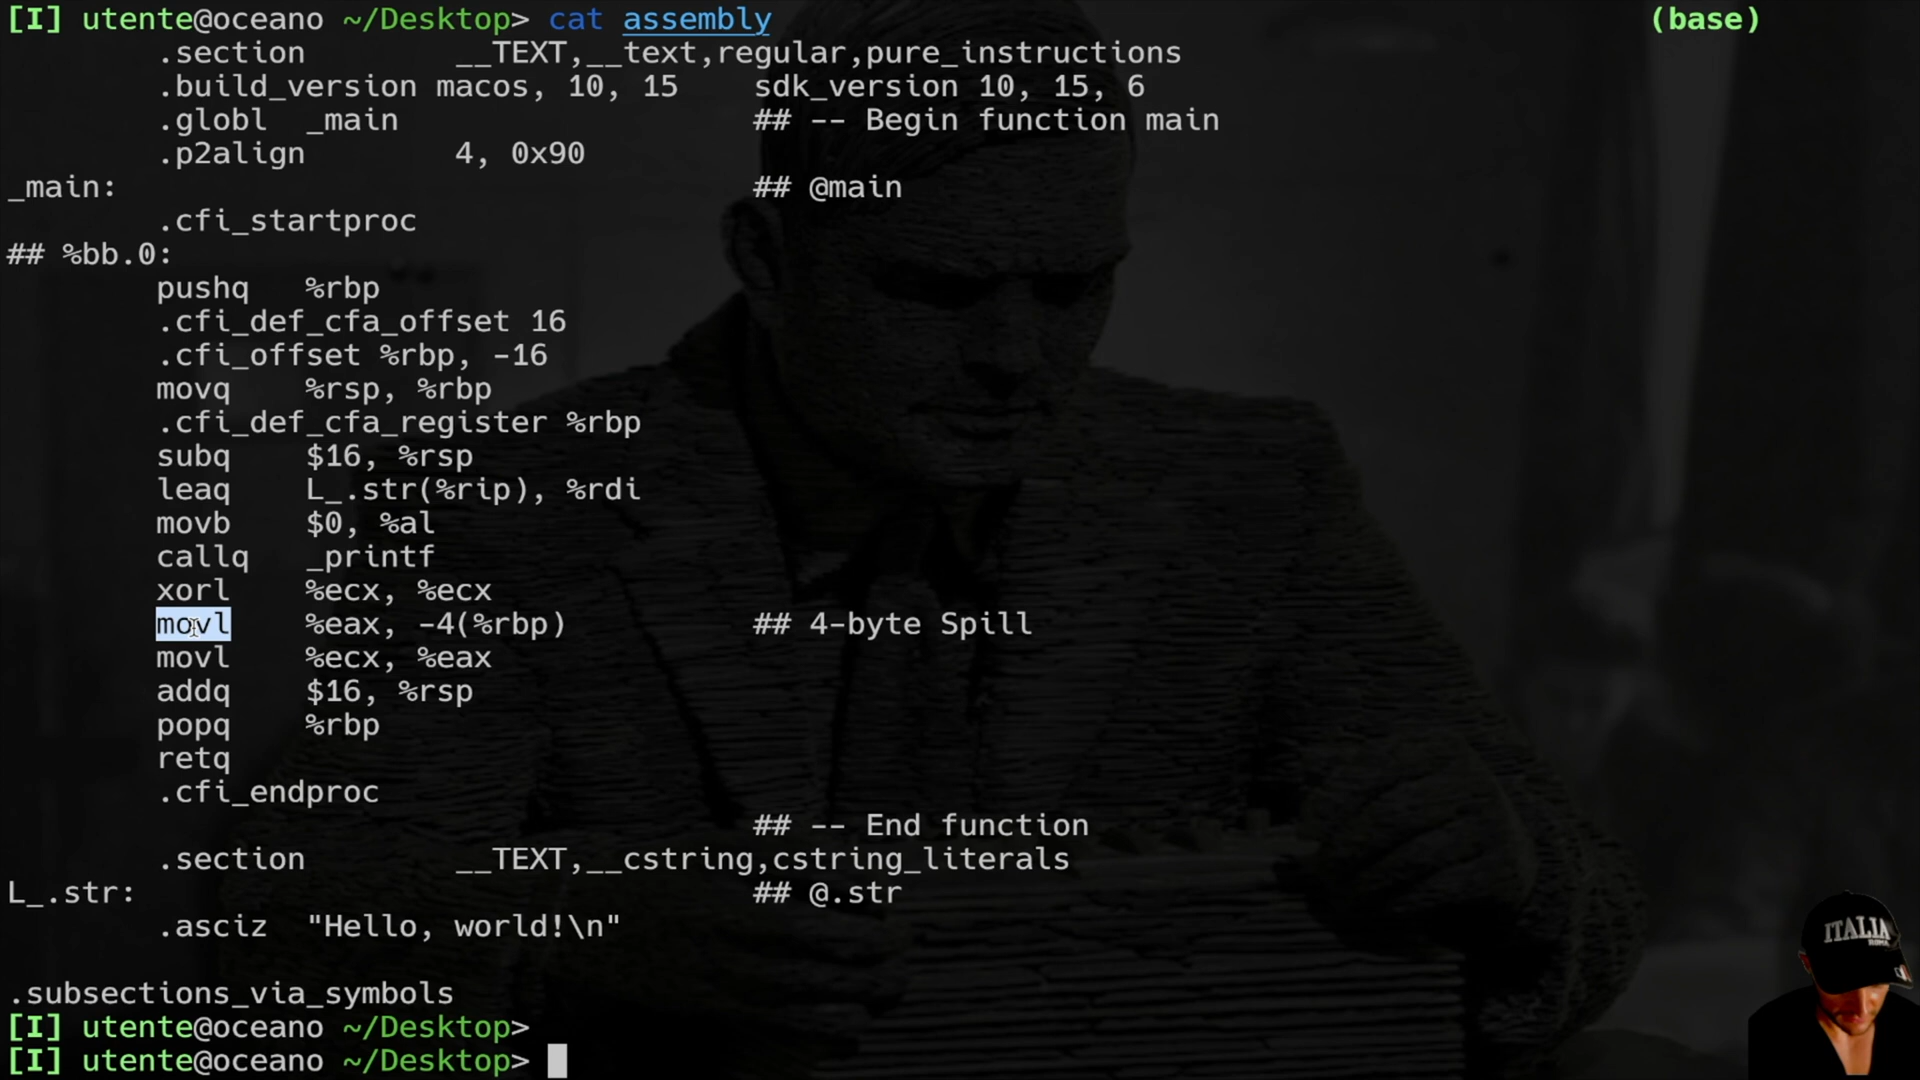 [I] utente@oceano ~/Desktop> cat assembly (base)
.section __TEXT,__text,regular,pure_instructions
.build_version macos, 10, 15 sdk_version 10, 15, 6
.globl _main ## -- Begin function main
.p2align 4, 0x90
_main: ## @main
.cfi_startproc
## %bb.0:
pushq %rbp
.cfi_def_cfa_offset 16
.cfi_offset %rbp, -16
movq %rsp, %rbp
.cfi_def_cfa_register %rbp
subq $16, %rsp
leaq L_.str(%rip), %rdi
movb $0, %al
callq _printf
xorl %ecx, %ecx
movl %eax, -4(%rbp) ## 4-byte Spill
movl %ecx, %eax
addq $16, %rsp
popq %rbp
retq
.cfi_endproc
## -- End function
.section __TEXT,__cstring,cstring_literals
L_.str: ## @.str
.asciz "Hello, world!\n"
.subsections_via_symbols
[I] utente@oceano ~/Desktop>
[I] utente@oceano ~/Desktop>
ITALIA
ROMA